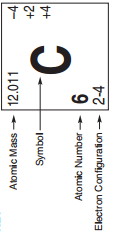 Atomic Mass 12.011 –4
+2
+4
Symbol C
Atomic Number 6
Electron Configuration 2-4